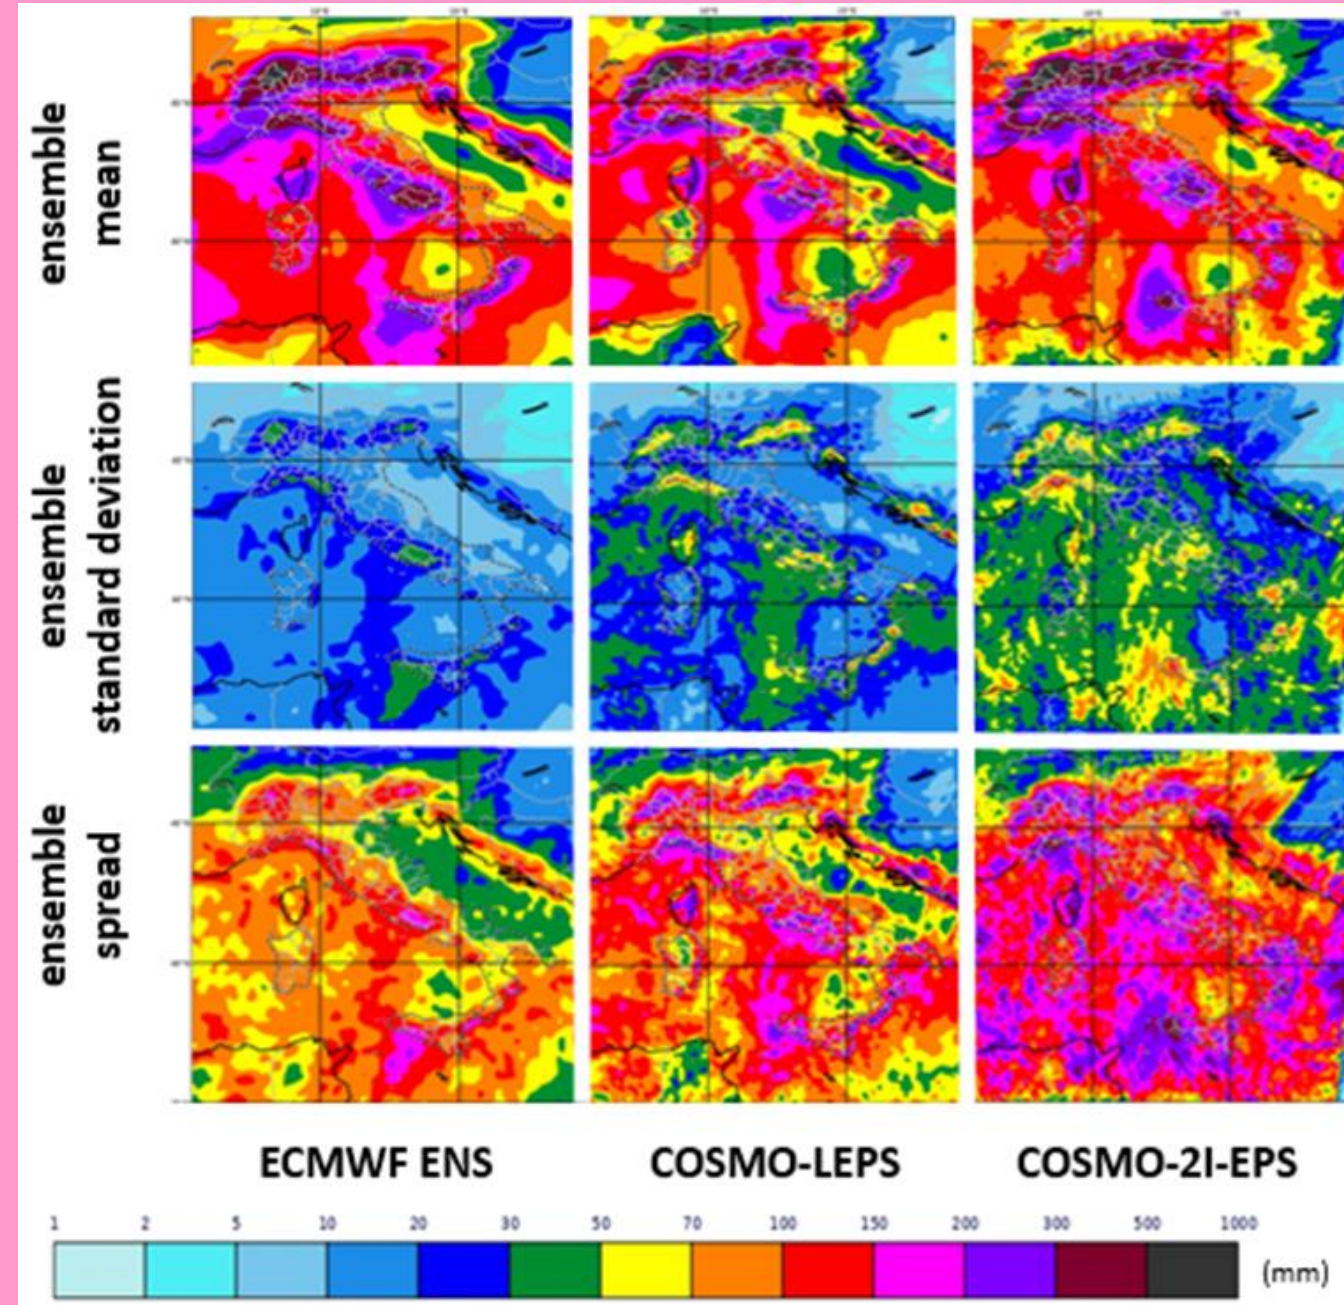 ensemble
mean
ensemble
standard deviation
ensemble
spread
ECMWF ENS COSMO-LEPS COSMO-2I-EPS
1 2 5 10 20 30 50 70 100 150 200 300 500 1000
(mm)